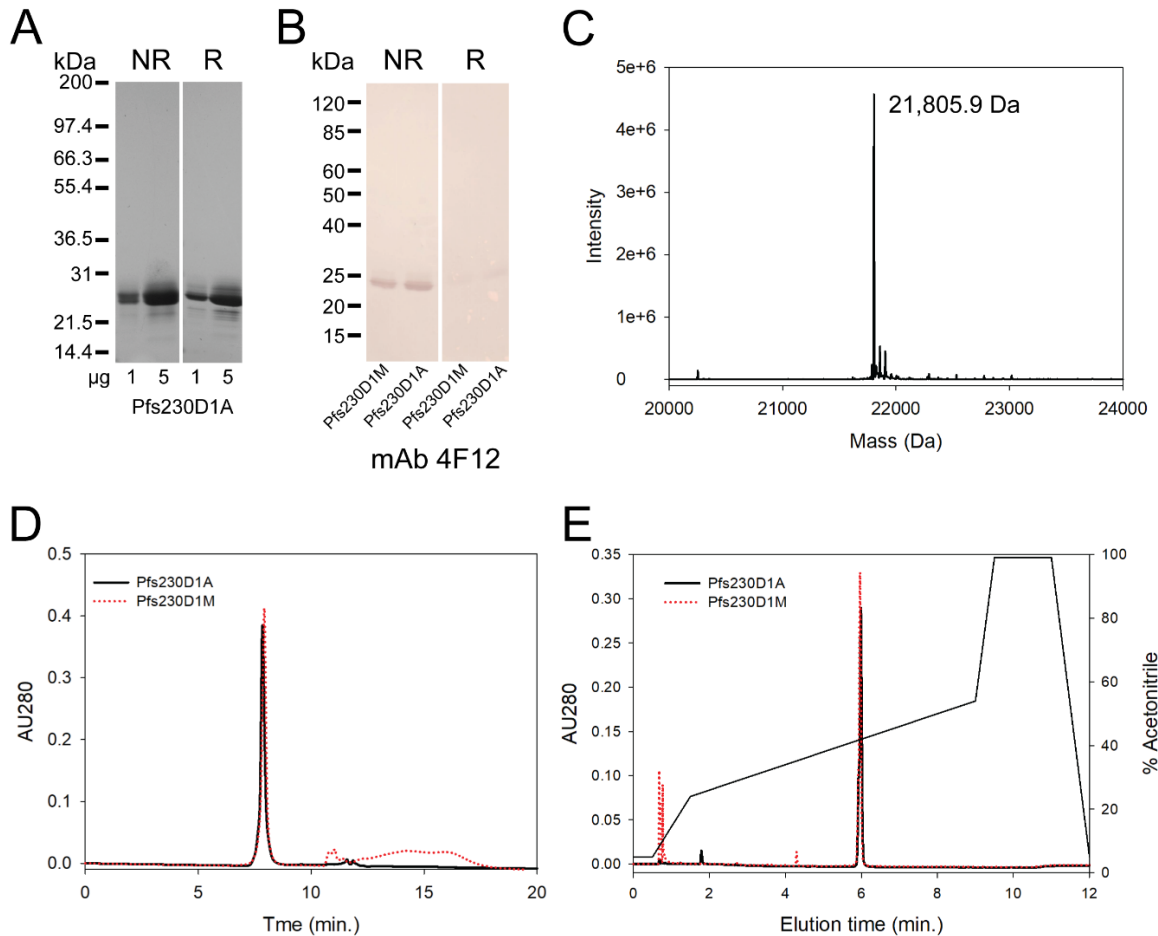 A
kDa NR R
200
97.4
66.3
55.4
36.5
31
21.5
14.4
µg 1 5 1 5
Pfs230D1A
B
kDa NR R
120
85
60
50
40
25
20
15
Pfs230D1M Pfs230D1A Pfs230D1M Pfs230D1A
mAb 4F12
C
5e+6
4e+6
3e+6
2e+6
1e+6
0
Intensity
21,805.9 Da
20000 21000 22000 23000 24000
Mass (Da)
D
0.5
0.4
0.3
0.2
0.1
0.0
AU280
Pfs230D1A
Pfs230D1M
0 5 10 15 20
Tme (min.)
E
0.35
0.30
0.25
0.20
0.15
0.10
0.05
0.00
AU280
Pfs230D1A
Pfs230D1M
100
80
60
40
20
0
% Acetonitrile
0 2 4 6 8 10 12
Elution time (min.)